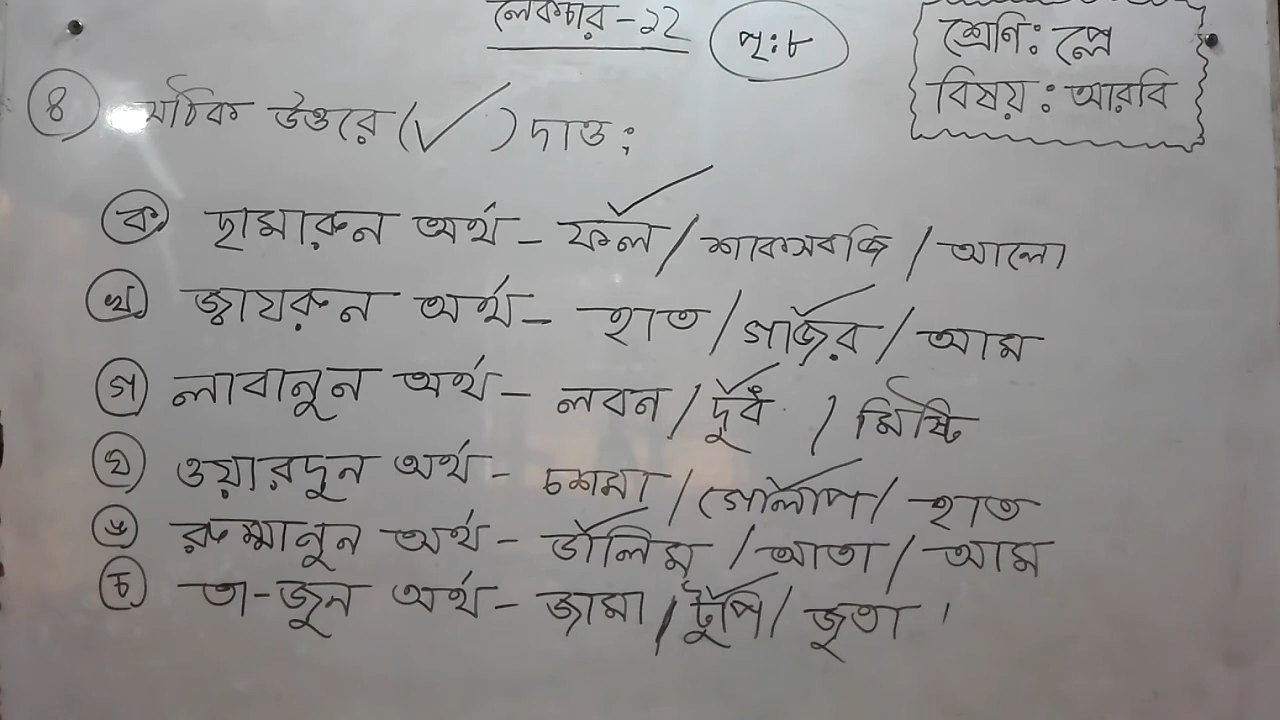 লেকচার-২২
পৃ:৮
শ্রেণি: প্লে
বিষয়: আরবি
৪ সঠিক উত্তরে (✓) দাও:
ক ছামারুন অর্থ - ফল / শাকসবজি / আলো
খ জাযরুন অর্থ - হাত / গাজর / আম
গ লাবানুন অর্থ - লবন / দুধ / মিষ্টি
ঘ ওয়ারদুন অর্থ - চশমা / গোলাপ / হাত
ঙ রুম্মানুন অর্থ - ডালিম / আতা / আম
চ তা-জুন অর্থ - জামা / টুপি / জুতা ।